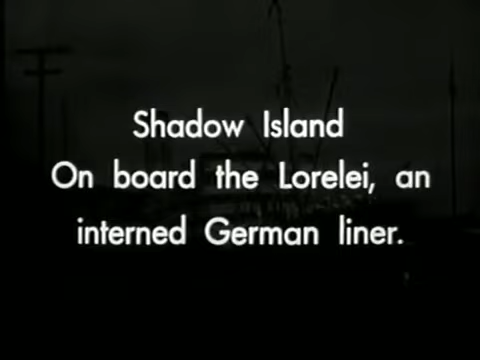 Shadow Island
On board the Lorelei, an
interned German liner.